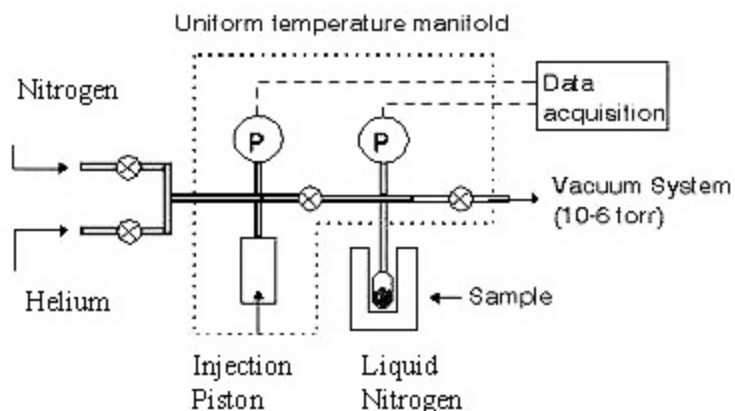 Uniform temperature manifold
Nitrogen
Data
acquisition
P
P
Vacuum System
(10-6 torr)
Helium
Sample
Injection
Piston
Liquid
Nitrogen